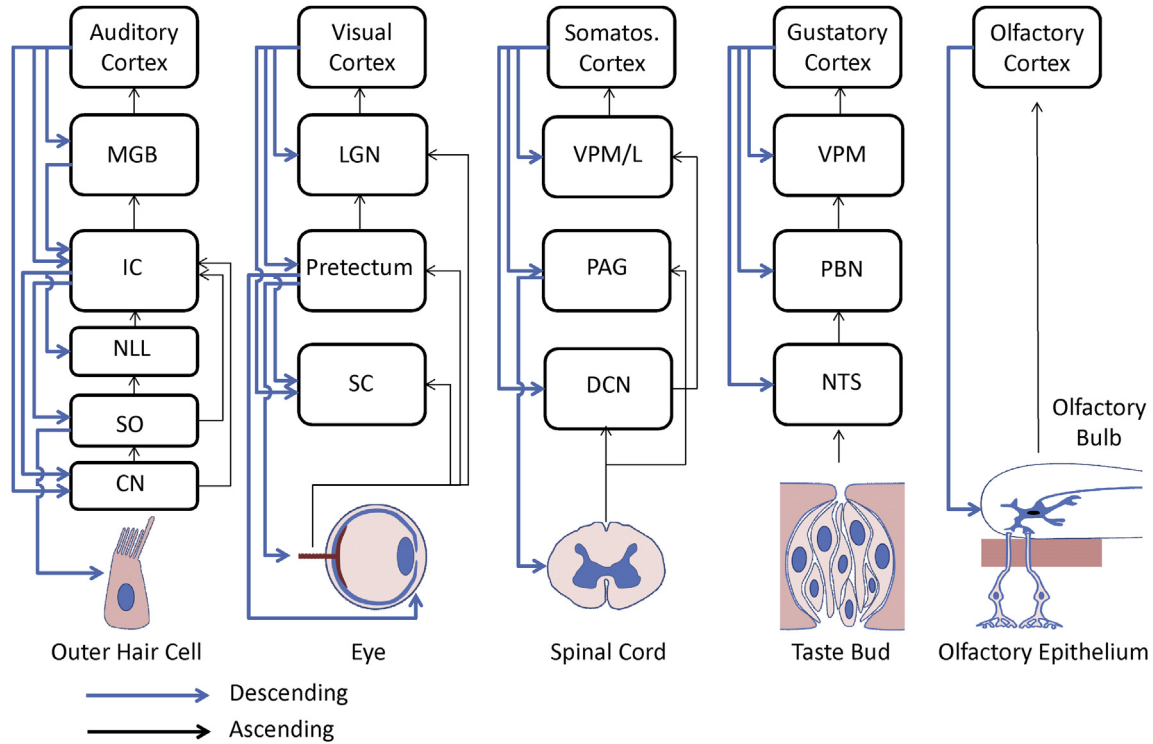 Auditory
Cortex
MGB
IC
NLL
SO
CN
Outer Hair Cell
Visual
Cortex
LGN
Pretectum
SC
Eye
Somatos.
Cortex
VPM/L
PAG
DCN
Spinal Cord
Gustatory
Cortex
VPM
PBN
NTS
Taste Bud
Olfactory
Cortex
Olfactory
Bulb
Olfactory Epithelium
Descending
Ascending